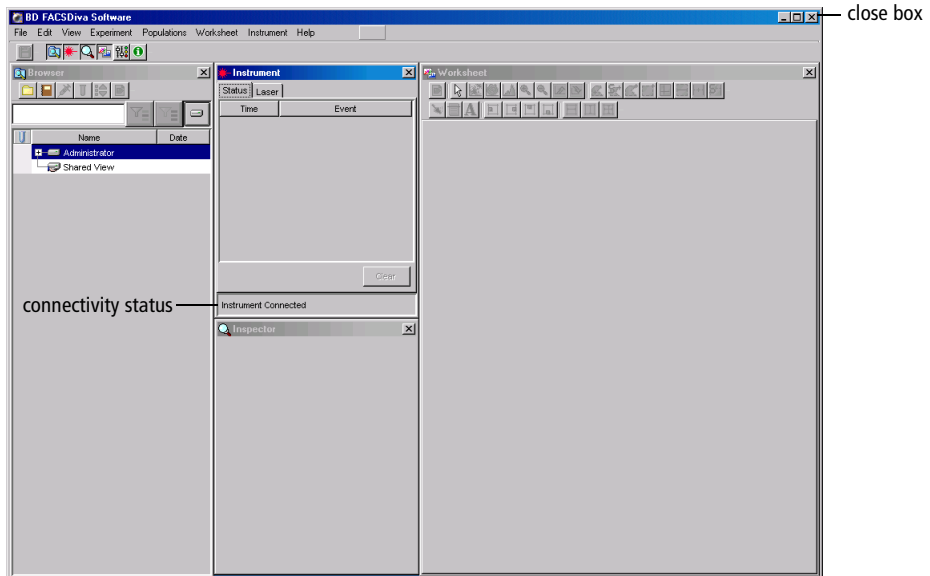 BD FACSDiva Software
close box
File Edit View Experiment Populations Worksheet Instrument Help
Browser
Instrument
Worksheet
Status Laser
Time Event
Name Date
Administrator
Shared View
Clear
connectivity status
Instrument Connected
Inspector